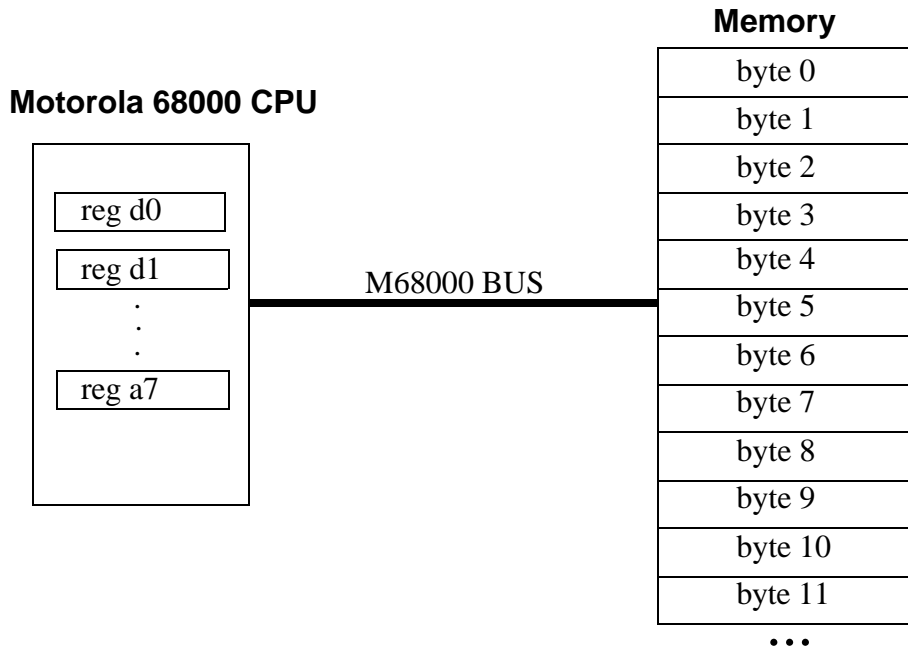 Memory
Motorola 68000 CPU
reg d0
reg d1
.
.
.
reg a7
M68000 BUS
byte 0
byte 1
byte 2
byte 3
byte 4
byte 5
byte 6
byte 7
byte 8
byte 9
byte 10
byte 11
...